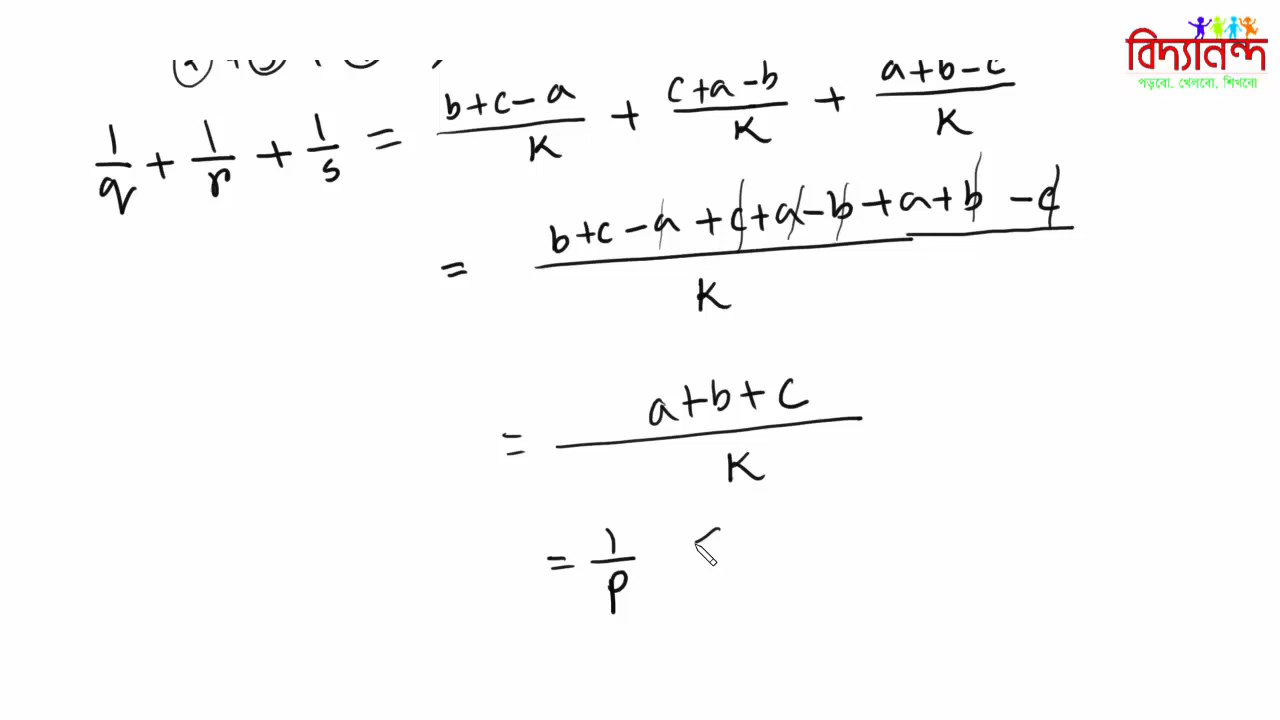 বিদ্যানন্দ
পড়বো, খেলবো, শিখবো
1/q + 1/r + 1/s = (b+c-a)/K + (c+a-b)/K + (a+b-c)/K
= (b+c-a+c+a-b+a+b-c)/K
= (a+b+c)/K
= 1/p